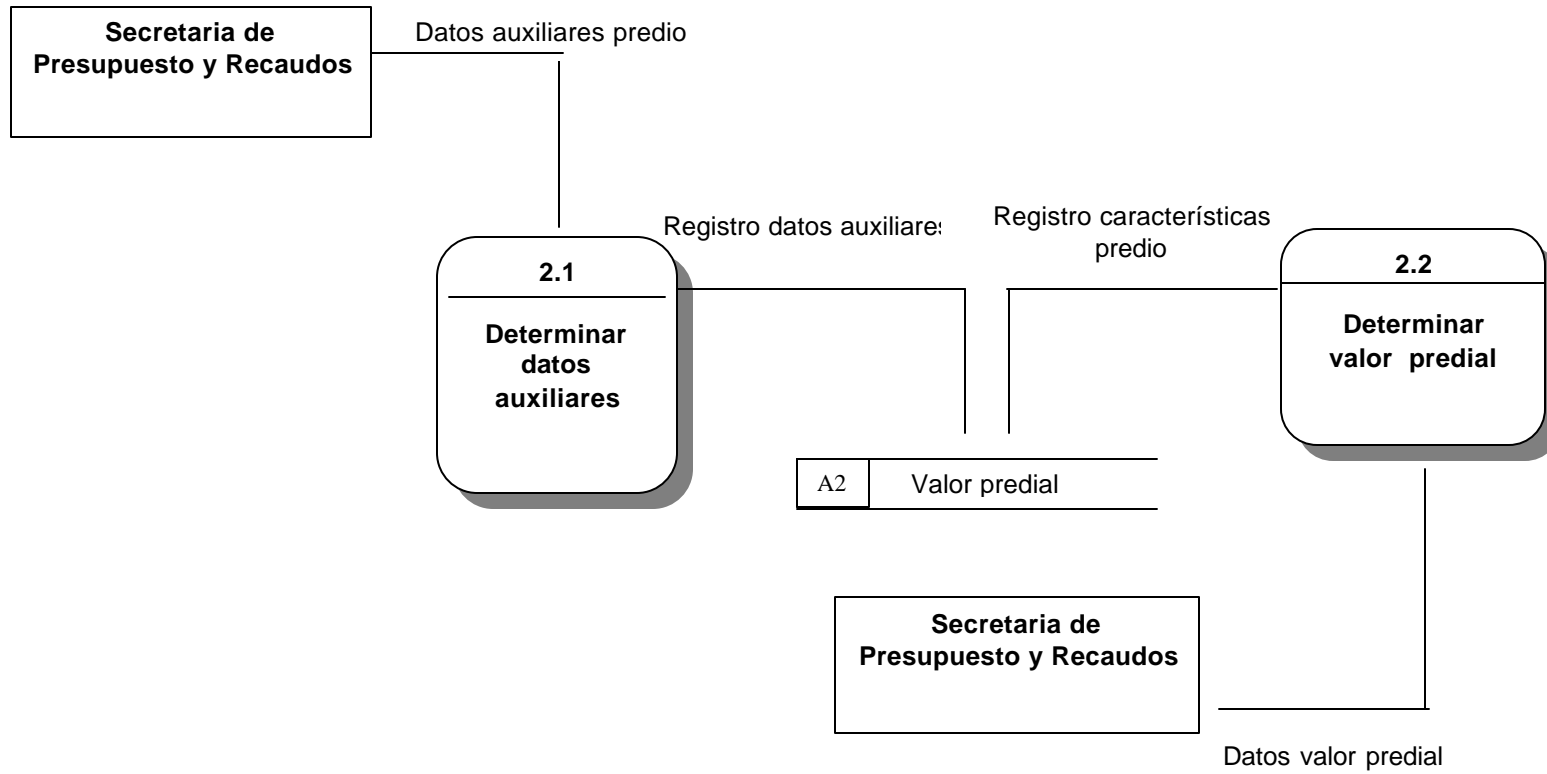 Secretaria de
Presupuesto y Recaudos
Datos auxiliares predio
Registro datos auxiliares
Registro características
predio
2.1
Determinar
datos
auxiliares
2.2
Determinar
valor predial
A2
Valor predial
Secretaria de
Presupuesto y Recaudos
Datos valor predial